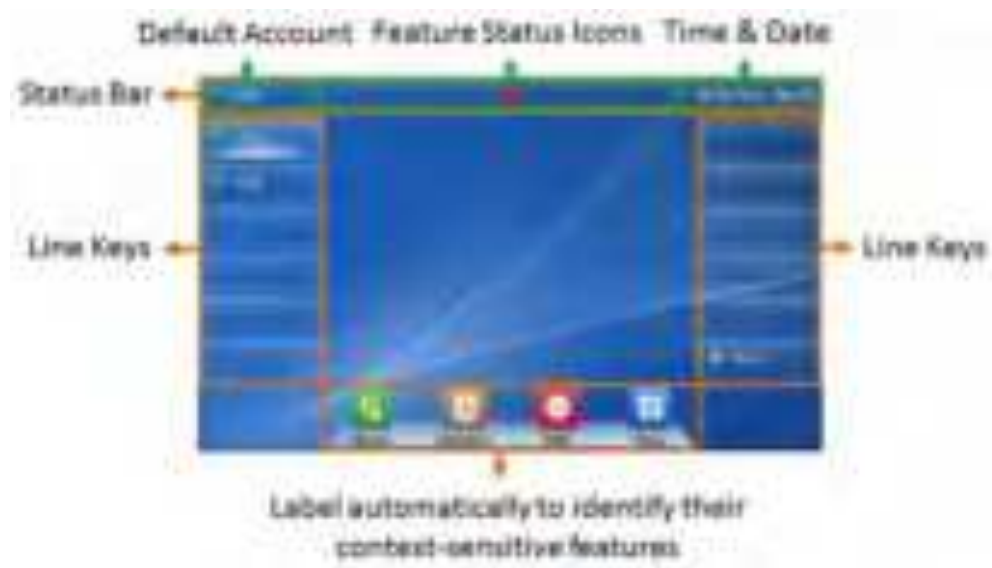 Default Account Feature Status Icons Time & Date
Status Bar
Line Keys
Line Keys
Label automatically to identify their
context-sensitive features